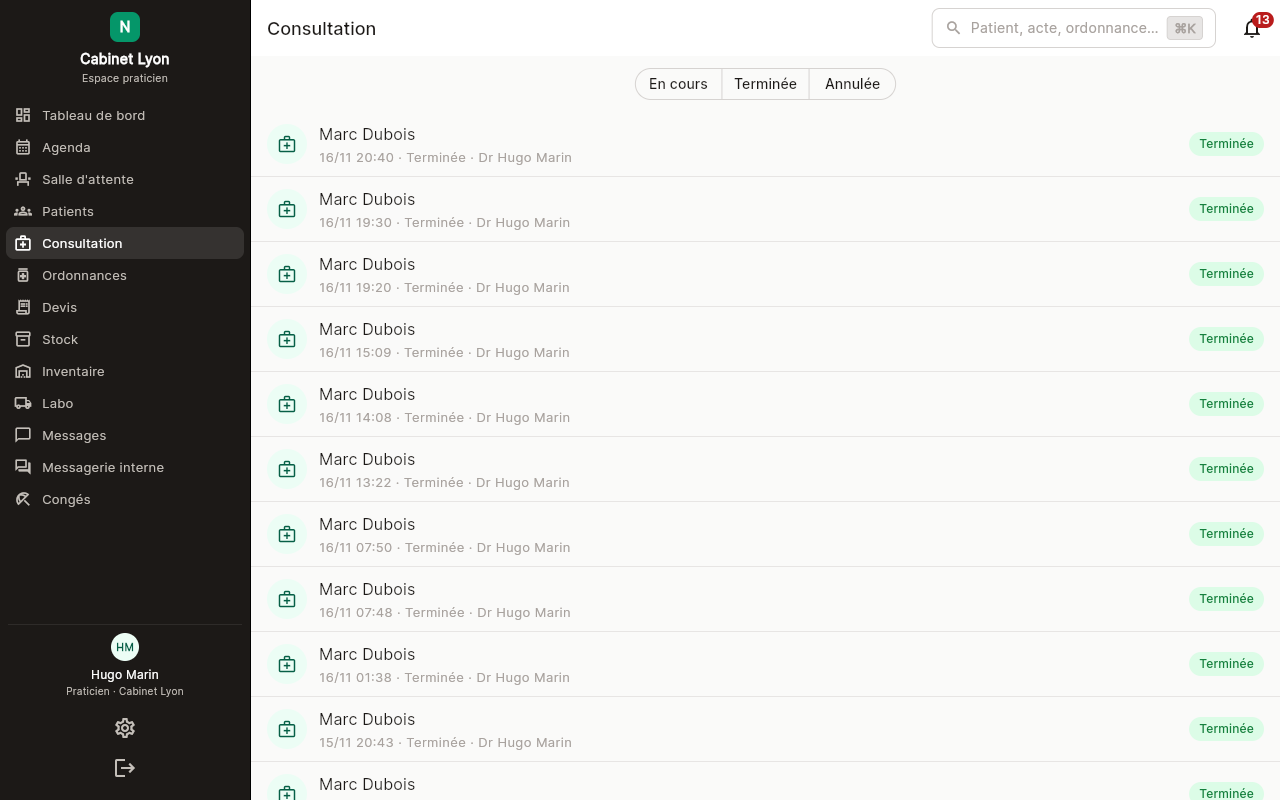 N
Cabinet Lyon
Espace praticien
Tableau de bord
Agenda
Salle d'attente
Patients
Consultation
Ordonnances
Devis
Stock
Inventaire
Labo
Messages
Messagerie interne
Congés
HM
Hugo Marin
Praticien · Cabinet Lyon
Consultation
Patient, acte, ordonnance... ⌘K
13
En cours Terminée Annulée
Marc Dubois
16/11 20:40 · Terminée · Dr Hugo Marin
Terminée
Marc Dubois
16/11 19:30 · Terminée · Dr Hugo Marin
Terminée
Marc Dubois
16/11 19:20 · Terminée · Dr Hugo Marin
Terminée
Marc Dubois
16/11 15:09 · Terminée · Dr Hugo Marin
Terminée
Marc Dubois
16/11 14:08 · Terminée · Dr Hugo Marin
Terminée
Marc Dubois
16/11 13:22 · Terminée · Dr Hugo Marin
Terminée
Marc Dubois
16/11 07:50 · Terminée · Dr Hugo Marin
Terminée
Marc Dubois
16/11 07:48 · Terminée · Dr Hugo Marin
Terminée
Marc Dubois
16/11 01:38 · Terminée · Dr Hugo Marin
Terminée
Marc Dubois
15/11 20:43 · Terminée · Dr Hugo Marin
Terminée
Marc Dubois
Terminée